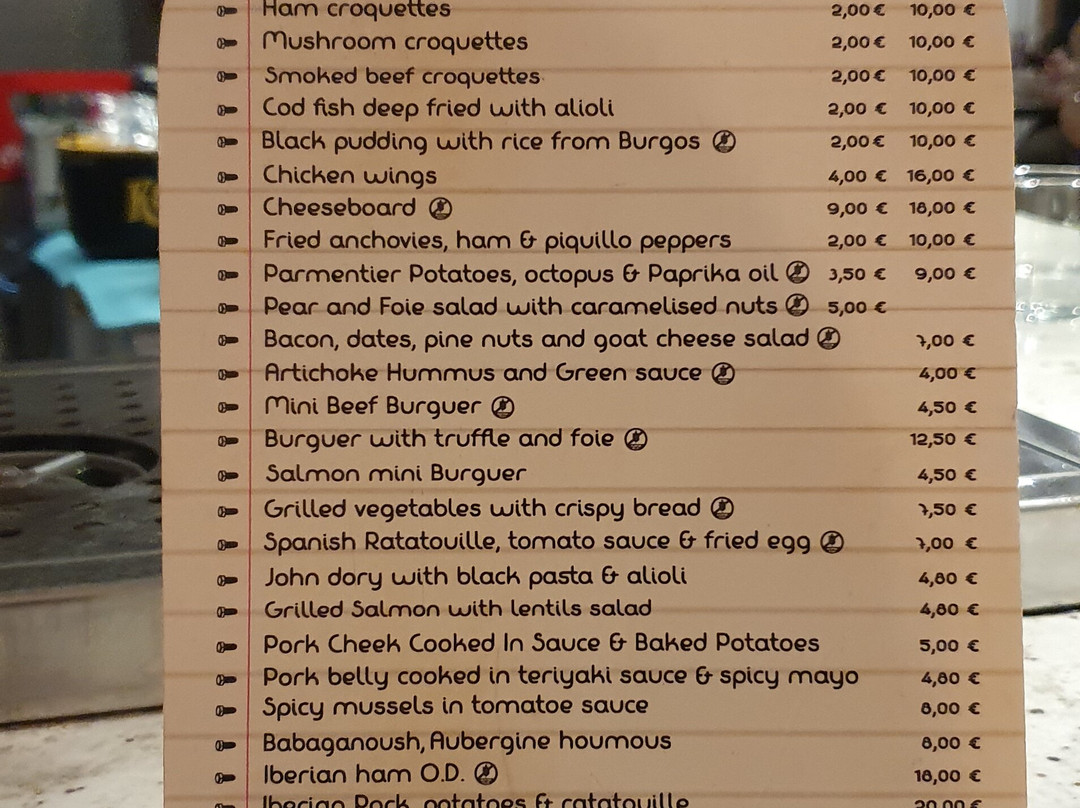 Ham croquettes 2,00 € 10,00 €
Mushroom croquettes 2,00 € 10,00 €
Smoked beef croquettes 2,00 € 10,00 €
Cod fish deep fried with alioli 2,00 € 10,00 €
Black pudding with rice from Burgos 2,00 € 10,00 €
Chicken wings 4,00 € 16,00 €
Cheeseboard 9,00 € 18,00 €
Fried anchovies, ham & piquillo peppers 2,00 € 10,00 €
Parmentier Potatoes, octopus & Paprika oil 3,50 € 9,00 €
Pear and Foie salad with caramelised nuts 5,00 €
Bacon, dates, pine nuts and goat cheese salad 7,00 €
Artichoke Hummus and Green sauce 4,00 €
Mini Beef Burguer 4,50 €
Burguer with truffle and foie 12,50 €
Salmon mini Burguer 4,50 €
Grilled vegetables with crispy bread 7,50 €
Spanish Ratatouille, tomato sauce & fried egg 7,00 €
John dory with black pasta & alioli 4,80 €
Grilled Salmon with lentils salad 4,80 €
Pork Cheek Cooked In Sauce & Baked Potatoes 5,00 €
Pork belly cooked in teriyaki sauce & spicy mayo 4,80 €
Spicy mussels in tomatoe sauce 8,00 €
Babaganoush, Aubergine houmous 8,00 €
Iberian ham O.D. 18,00 €
Iberian Pork, potatoes & ratatouille 20,00 €